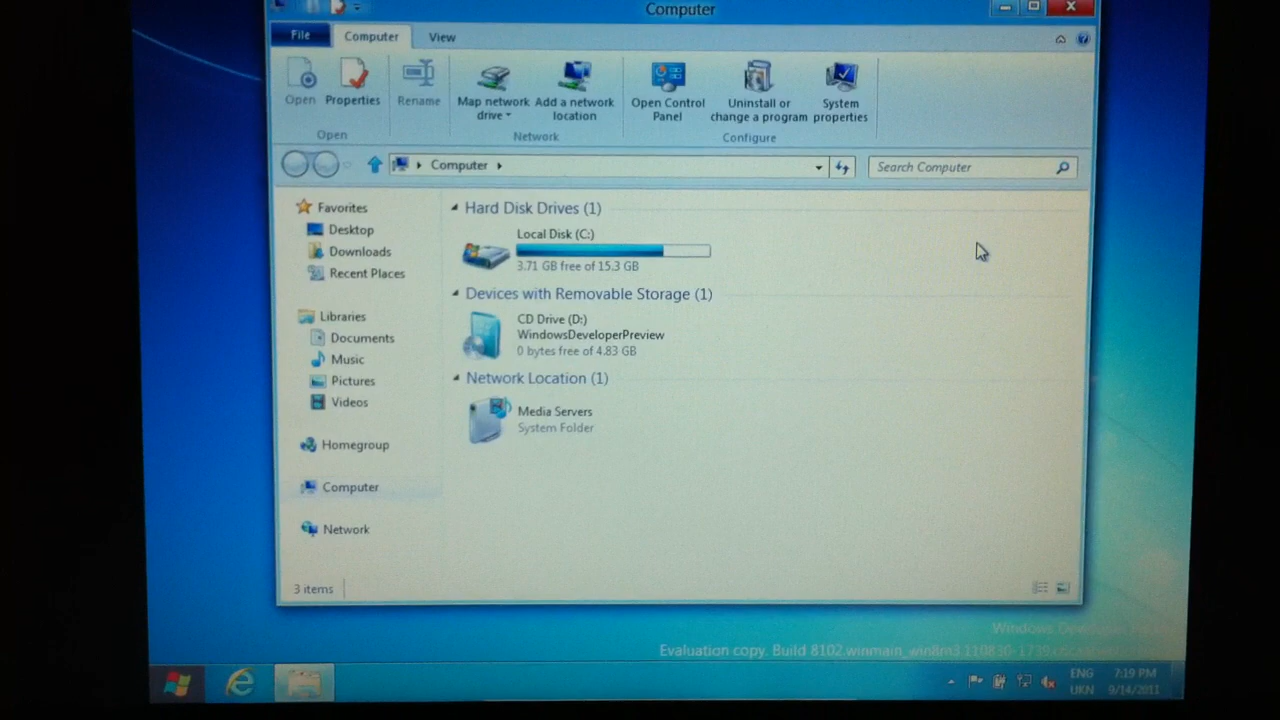 Computer
File Computer View
Open Properties Rename Map network drive Add a network location Open Control Panel Uninstall or change a program System properties
Open Network Configure
Computer Search Computer
Favorites
Desktop
Downloads
Recent Places
Libraries
Documents
Music
Pictures
Videos
Homegroup
Computer
Network
Hard Disk Drives (1)
Local Disk (C:)
3.71 GB free of 15.3 GB
Devices with Removable Storage (1)
CD Drive (D:)
WindowsDeveloperPreview
0 bytes free of 4.83 GB
Network Location (1)
Media Servers
System Folder
3 items
Windows
Evaluation copy. Build 8102.winmain_win8m3.110830-1739
ENG 7:19 PM
UKN 9/14/2011